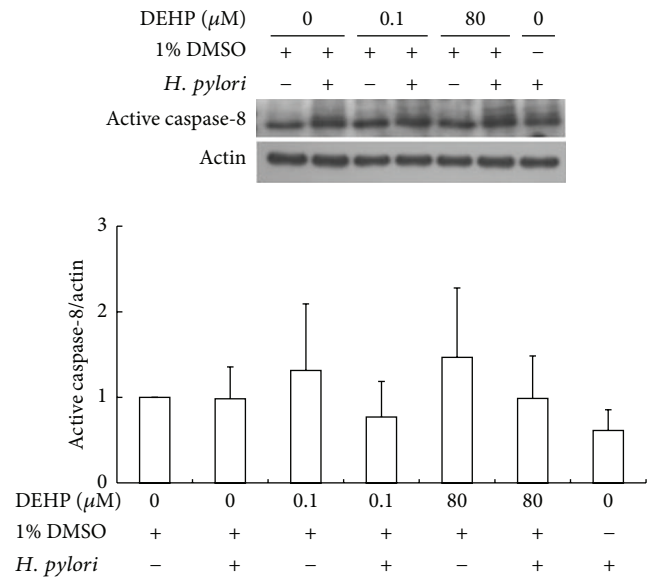 DEHP (μM) 0 0.1 80 0
1% DMSO + + + + + + −
H. pylori − + − + − + +
Active caspase-8
Actin
3
2
1
0
Active caspase-8/actin
DEHP (μM) 0 0 0.1 0.1 80 80 0
1% DMSO + + + + + + −
H. pylori − + − + − + +